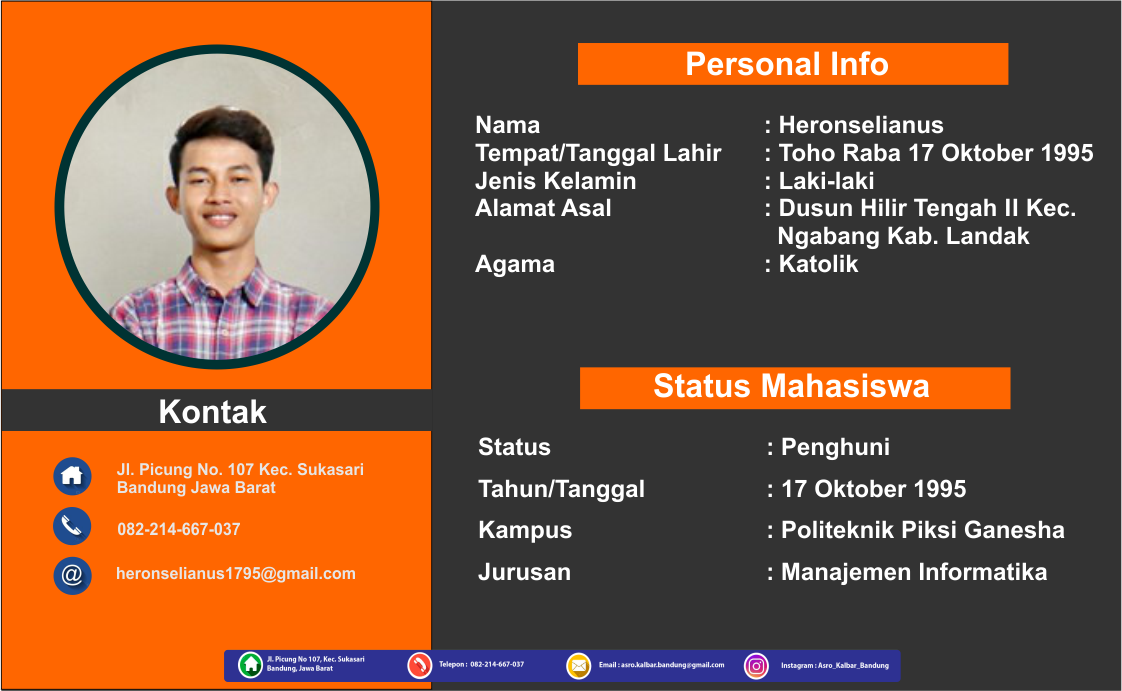 Personal Info
Nama : Heronselianus
Tempat/Tanggal Lahir : Toho Raba 17 Oktober 1995
Jenis Kelamin : Laki-laki
Alamat Asal : Dusun Hilir Tengah II Kec.
Ngabang Kab. Landak
Agama : Katolik
Status Mahasiswa
Status : Penghuni
Tahun/Tanggal : 17 Oktober 1995
Kampus : Politeknik Piksi Ganesha
Jurusan : Manajemen Informatika
Kontak
Jl. Picung No. 107 Kec. Sukasari
Bandung Jawa Barat
082-214-667-037
@
heronselianus1795@gmail.com
Jl. Picung No 107, Kec. Sukasari
Bandung, Jawa Barat
Telepon : 082-214-667-037
Email : asro.kalbar.bandung@gmail.com
Instagram : Asro_Kalbar_Bandung